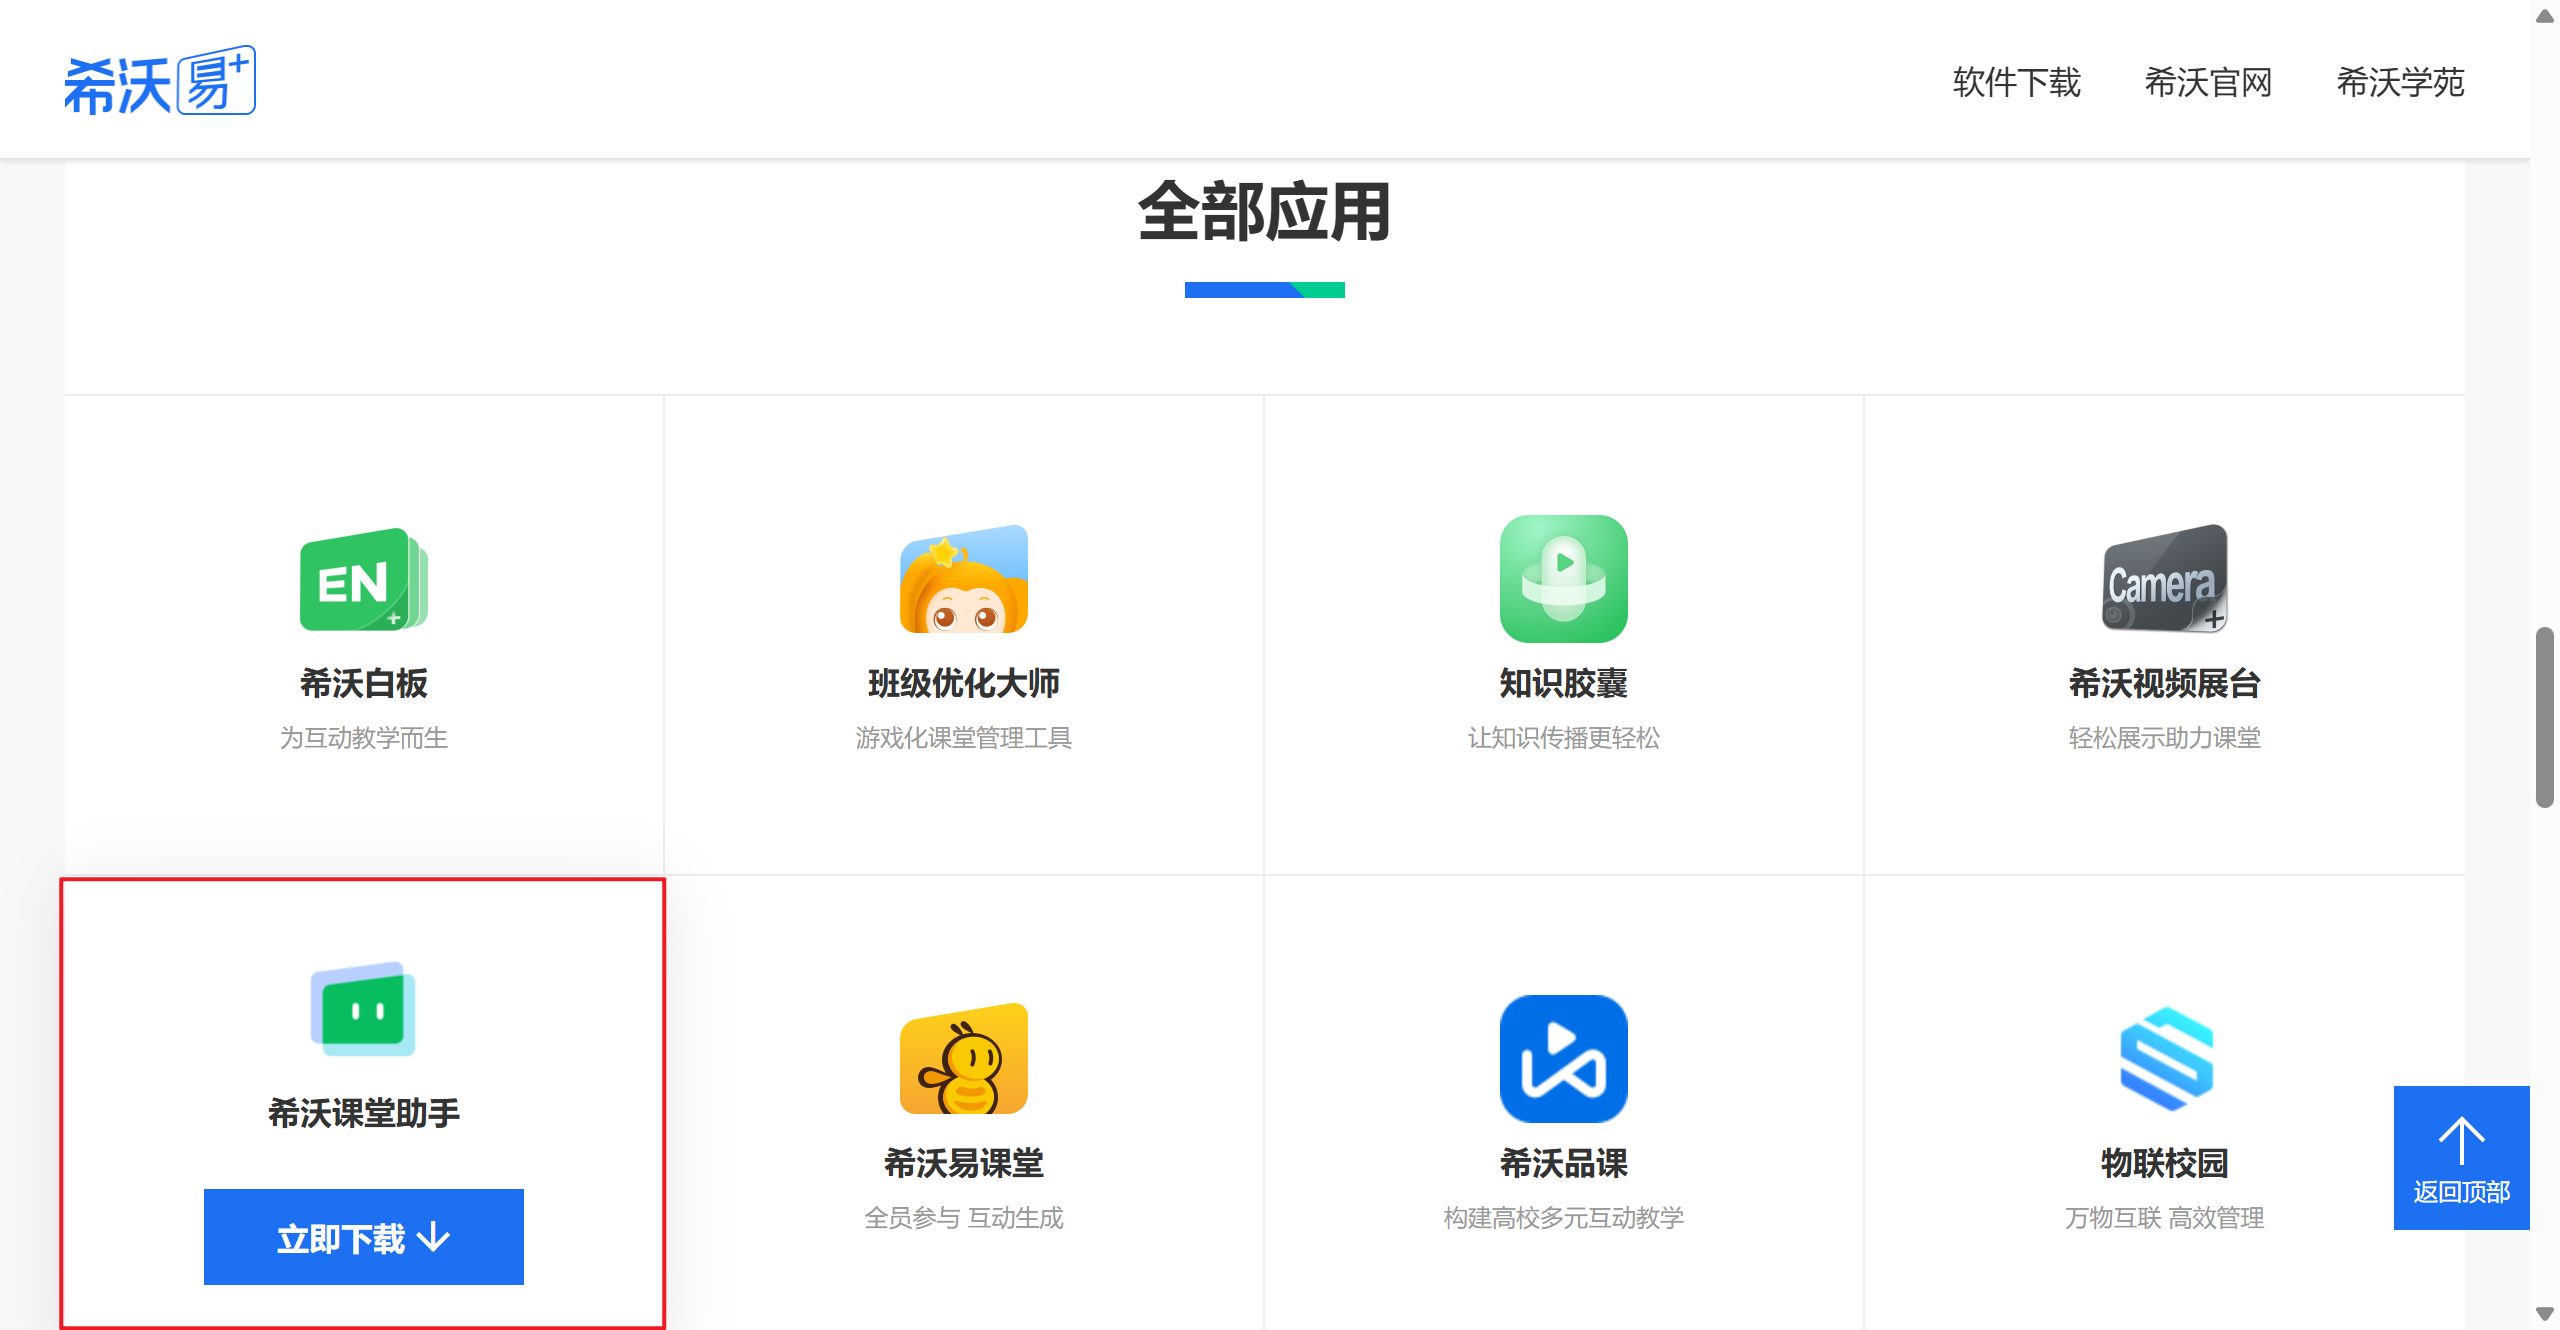 希沃易+
软件下载 希沃官网 希沃学苑
全部应用
EN
Camera
希沃白板 班级优化大师 知识胶囊 希沃视频展台
为互动教学而生 游戏化课堂管理工具 让知识传播更轻松 轻松展示助力课堂
希沃课堂助手
立即下载
希沃易课堂 希沃品课 物联校园
全员参与 互动生成 构建高校多元互动教学 万物互联 高效管理
返回顶部